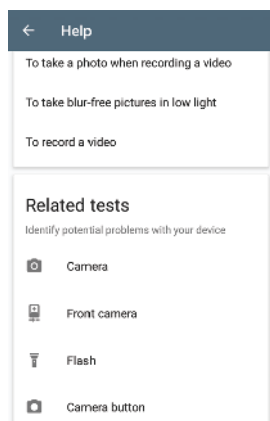 Help
To take a photo when recording a video
To take blur-free pictures in low light
To record a video
Related tests
Identify potential problems with your device
Camera
Front camera
Flash
Camera button